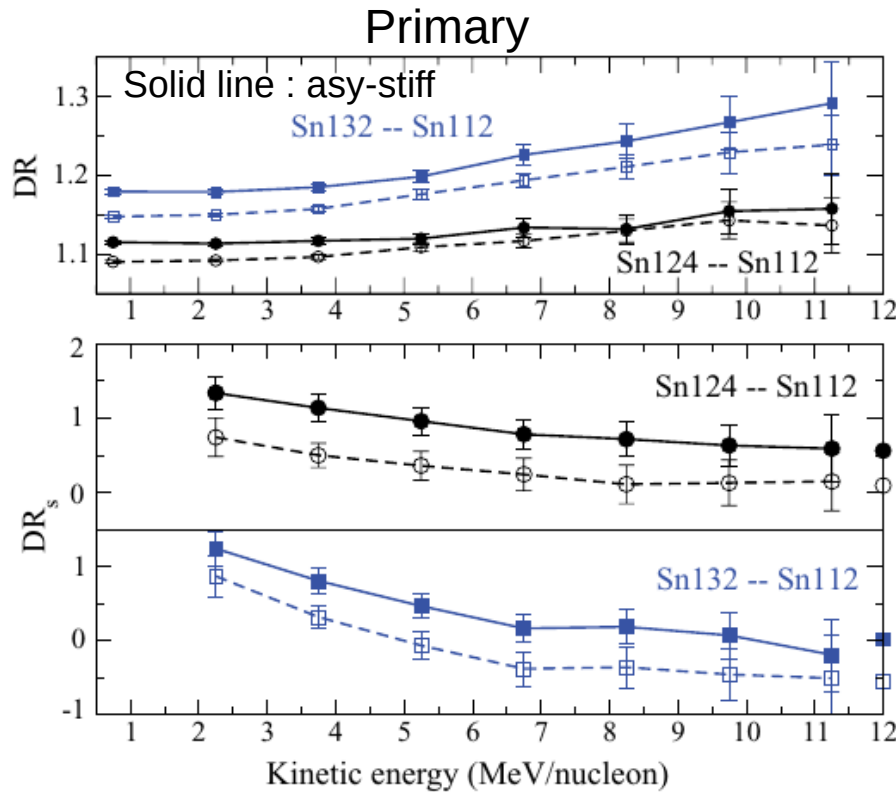 Primary
Solid line : asy-stiff
1.3
Sn132 -- Sn112
DR
1.2
1.1
Sn124 -- Sn112
1 2 3 4 5 6 7 8 9 10 11 12
2
Sn124 -- Sn112
1
0
DRs
1
Sn132 -- Sn112
0
-1
1 2 3 4 5 6 7 8 9 10 11 12
Kinetic energy (MeV/nucleon)